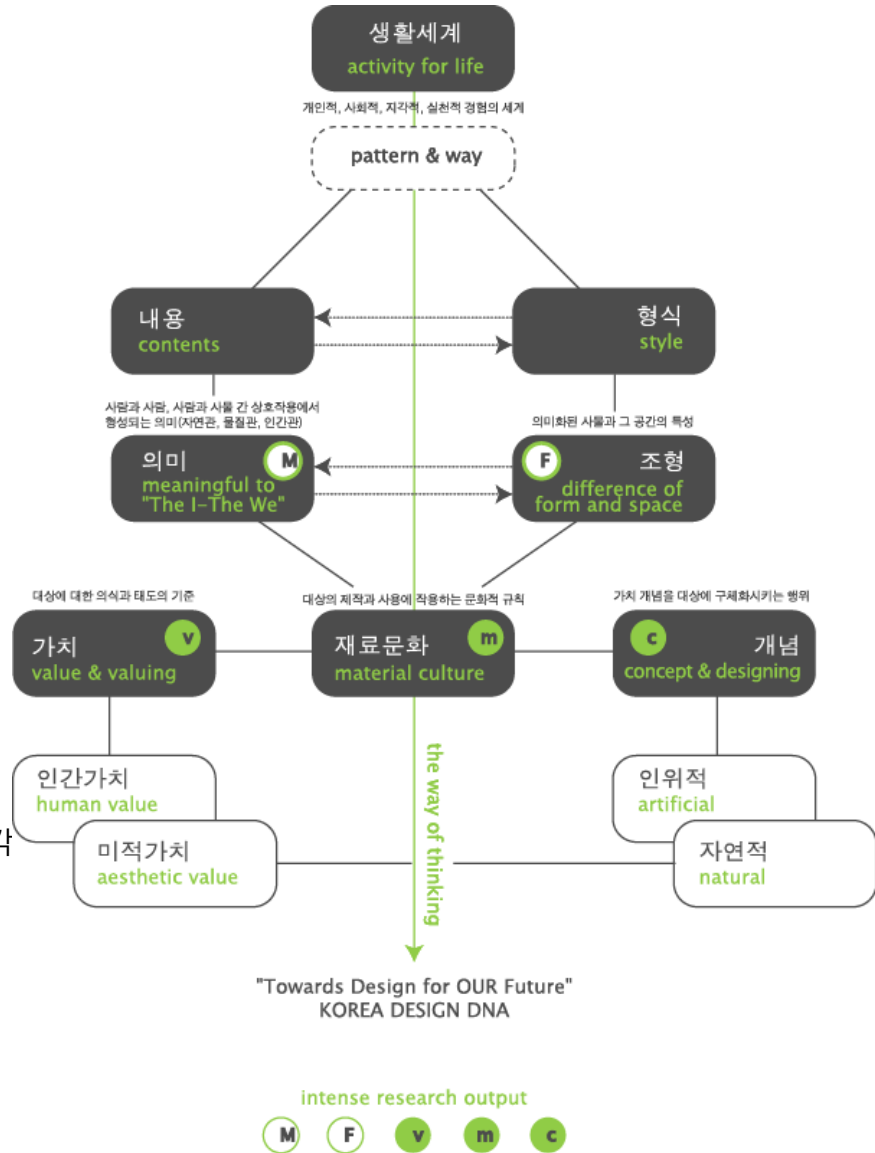 생활세계
activity for life
개인적, 사회적, 지각적, 실천적 경험의 세계
pattern & way
내용
contents
형식
style
사람과 사람, 사람과 사물 간 상호작용에서
형성되는 의미(자연관, 물질관, 인간관)
의미화된 사물과 그 공간의 특성
의미
M
meaningful to
"The I-The We"
F
조형
difference of
form and space
대상에 대한 의식과 태도의 기준
대상의 제작과 사용에 작용하는 문화적 규칙
가치 개념을 대상에 구체화시키는 행위
가치
v
value & valuing
재료문화
m
material culture
c
개념
concept & designing
인간가치
human value
각
미적가치
aesthetic value
the way of thinking
인위적
artificial
자연적
natural
"Towards Design for OUR Future"
KOREA DESIGN DNA
intense research output
M F v m c